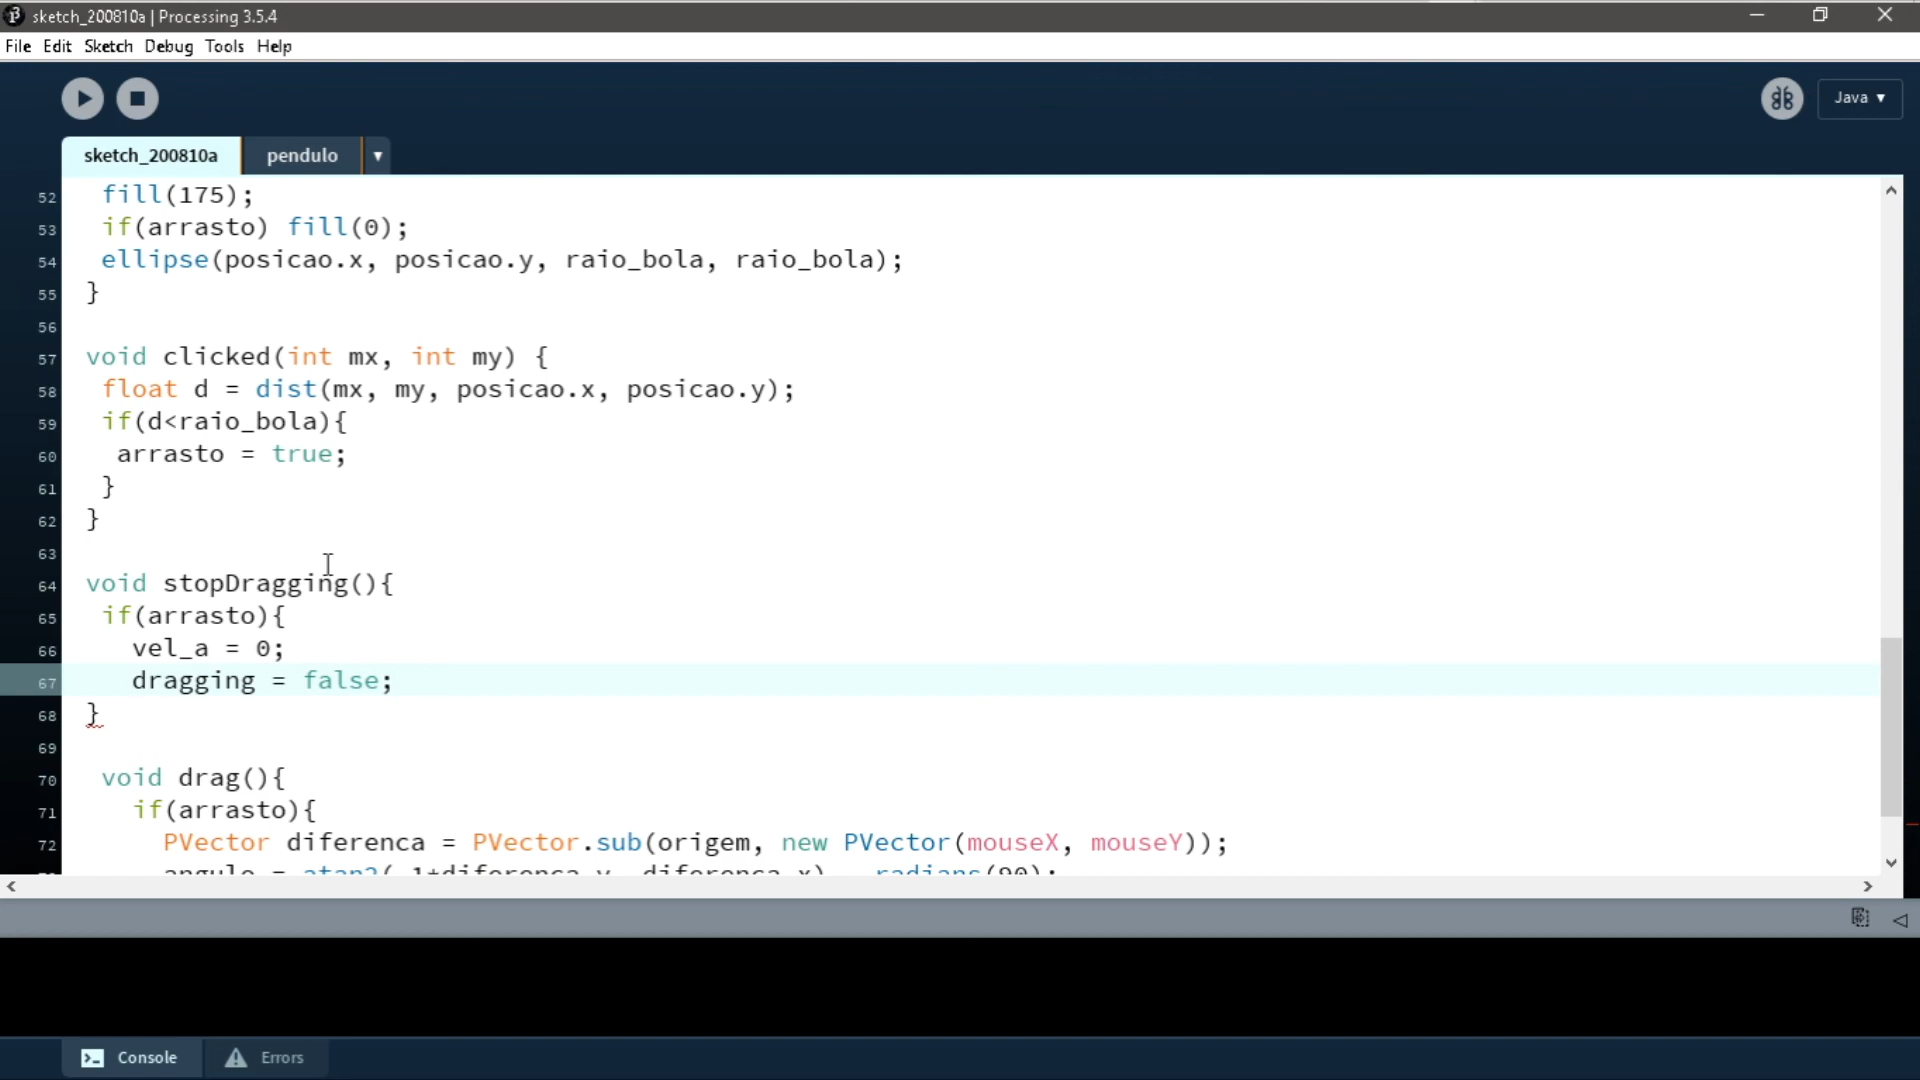 sketch_200810a | Processing 3.5.4
File Edit Sketch Debug Tools Help
Java ▾
sketch_200810a pendulo ▾
52 fill(175);
53 if(arrasto) fill(0);
54 ellipse(posicao.x, posicao.y, raio_bola, raio_bola);
55 }
56
57 void clicked(int mx, int my) {
58 float d = dist(mx, my, posicao.x, posicao.y);
59 if(d<raio_bola){
60 arrasto = true;
61 }
62 }
63
64 void stopDragging(){
65 if(arrasto){
66 vel_a = 0;
67 dragging = false;
68 }
69
70 void drag(){
71 if(arrasto){
72 PVector diferenca = PVector.sub(origem, new PVector(mouseX, mouseY));
Console Errors